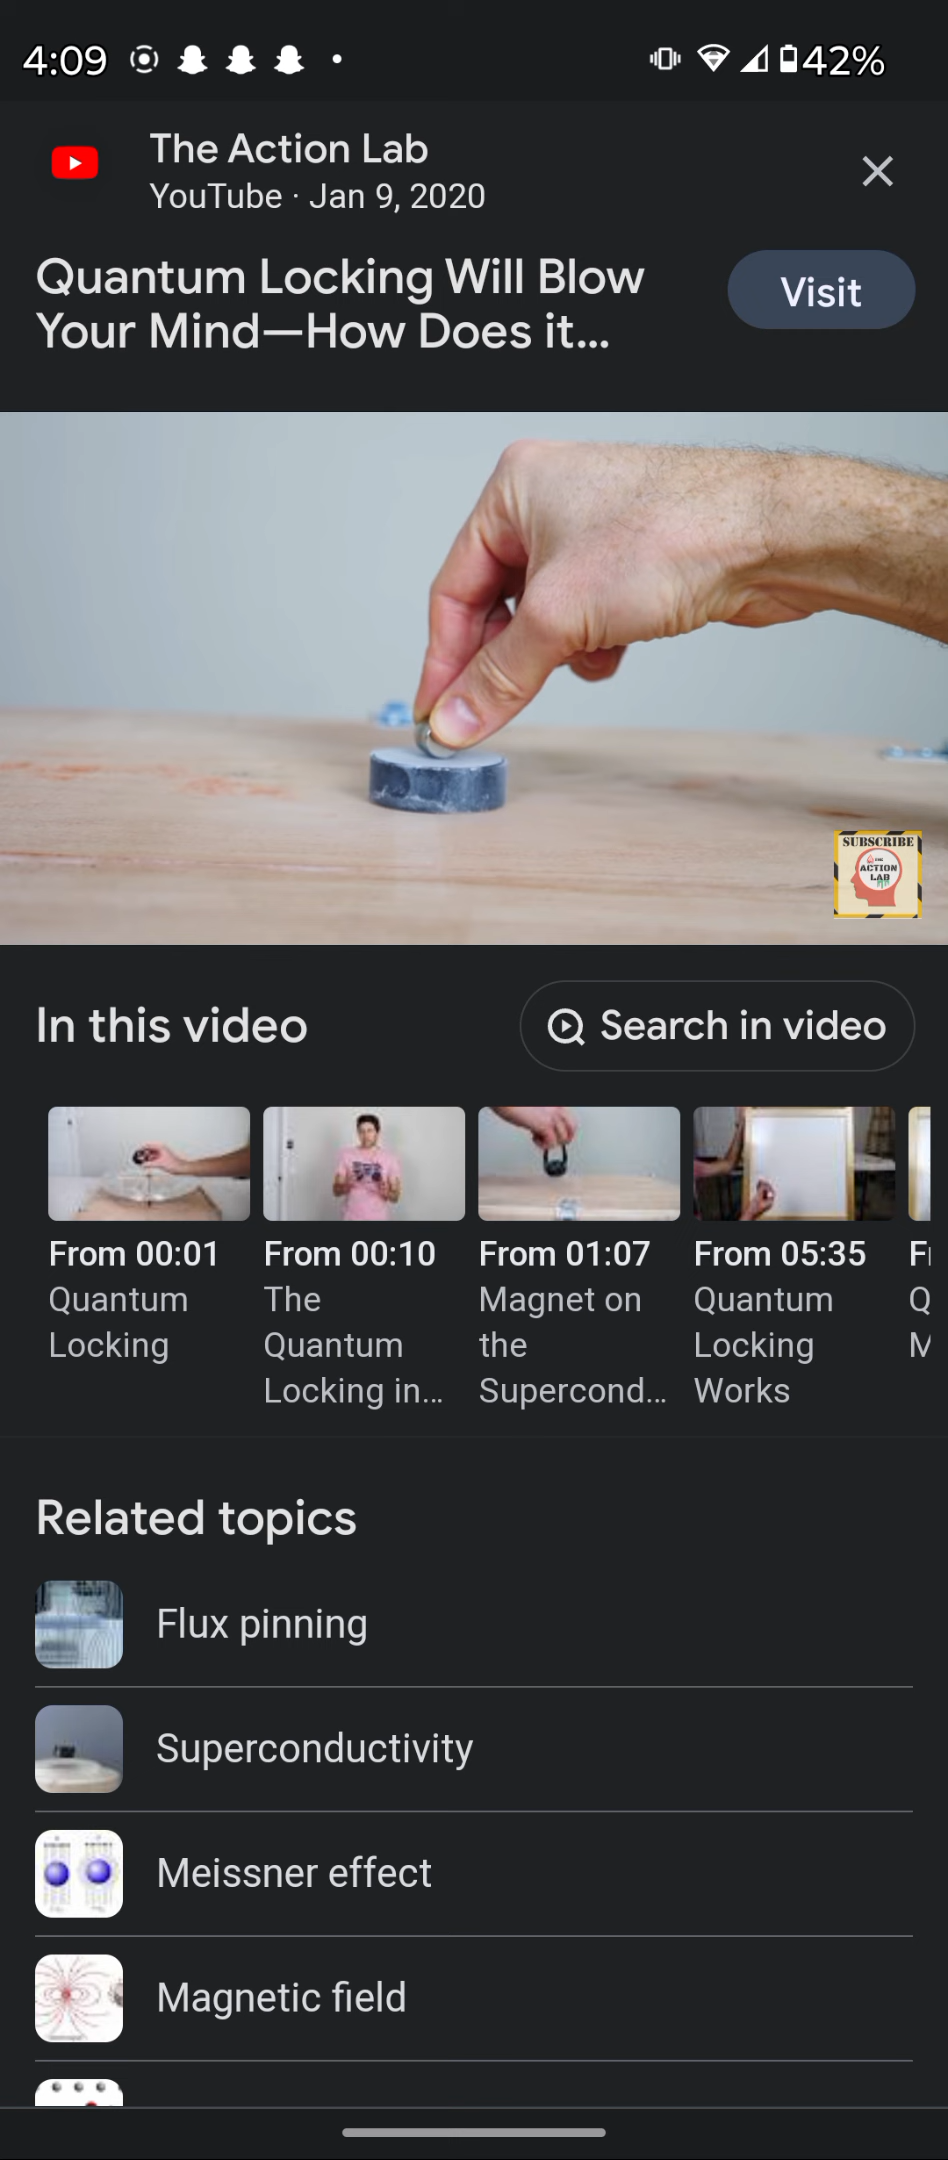 4:09
42%
The Action Lab
YouTube · Jan 9, 2020
Quantum Locking Will Blow
Your Mind—How Does it...
Visit
SUBSCRIBE
THE
ACTION
LAB
In this video
Search in video
From 00:01
Quantum
Locking
From 00:10
The
Quantum
Locking in...
From 01:07
Magnet on
the
Supercond...
From 05:35
Quantum
Locking
Works
Related topics
Flux pinning
Superconductivity
Meissner effect
Magnetic field